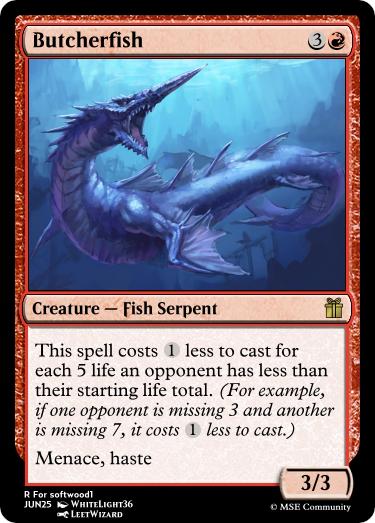 Butcherfish 3
Creature — Fish Serpent
This spell costs 1 less to cast for
each 5 life an opponent has less than
their starting life total. (For example,
if one opponent is missing 3 and another
is missing 7, it costs 1 less to cast.)
Menace, haste
3/3
R For softwood1
JUN25 WhiteLight36
LeetWizard
© MSE Community